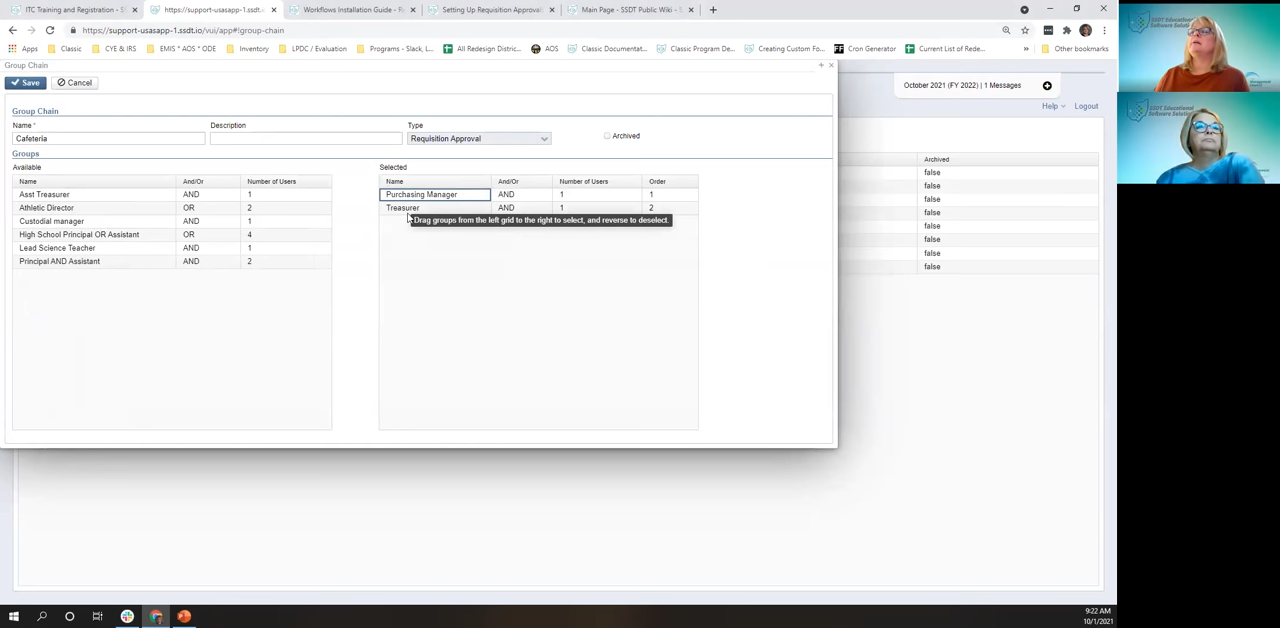 ITC Training and Registration - S
https://support-usasapp-1.ssdt.io
Workflows Installation Guide - R
Setting Up Requisition Approval
Main Page - SSDT Public Wiki - S
https://support-usasapp-1.ssdt.io/vui/app#!group-chain
Apps Classic CYE & IRS EMIS * AOS * ODE Inventory LPDC / Evaluation Programs - Slack, L... All Redesign District... AOS Classic Documentat... Classic Program De... Creating Custom Fo... Cron Generator Current List of Rede... » Other bookmarks
Group Chain
Save Cancel
October 2021 (FY 2022) | 1 Messages
Help Logout
Group Chain
Name * Description Type
Cafeteria Requisition Approval Archived
Groups
Available Selected
Name And/Or Number of Users Name And/Or Number of Users Order Archived
Asst Treasurer AND 1 Purchasing Manager AND 1 1 false
Athletic Director OR 2 Treasurer AND 1 2 false
Custodial manager AND 1 Drag groups from the left grid to the right to select, and reverse to deselect. false
High School Principal OR Assistant OR 4 false
Lead Science Teacher AND 1 false
Principal AND Assistant AND 2 false
false
false
9:22 AM
10/1/2021